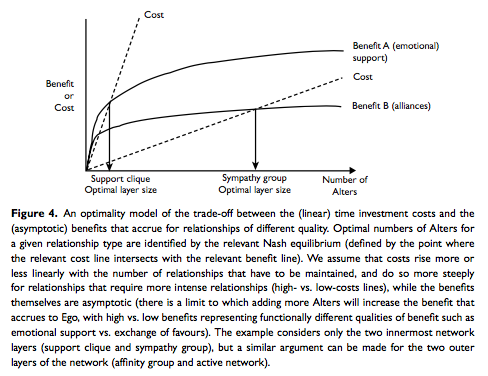 Cost
Benefit A (emotional
support)
Benefit
or
Cost
Cost
Benefit B (alliances)
Support clique
Optimal layer size
Sympathy group
Optimal layer size
Number of
Alters
Figure 4. An optimality model of the trade-off between the (linear) time investment costs and the
(asymptotic) benefits that accrue for relationships of different quality. Optimal numbers of Alters for
a given relationship type are identified by the relevant Nash equilibrium (defined by the point where
the relevant cost line intersects with the relevant benefit line). We assume that costs rise more or
less linearly with the number of relationships that have to be maintained, and do so more steeply
for relationships that require more intense relationships (high- vs. low-costs lines), while the benefits
themselves are asymptotic (there is a limit to which adding more Alters will increase the benefit that
accrues to Ego, with high vs. low benefits representing functionally different qualities of benefit such as
emotional support vs. exchange of favours). The example considers only the two innermost network
layers (support clique and sympathy group), but a similar argument can be made for the two outer
layers of the network (affinity group and active network).